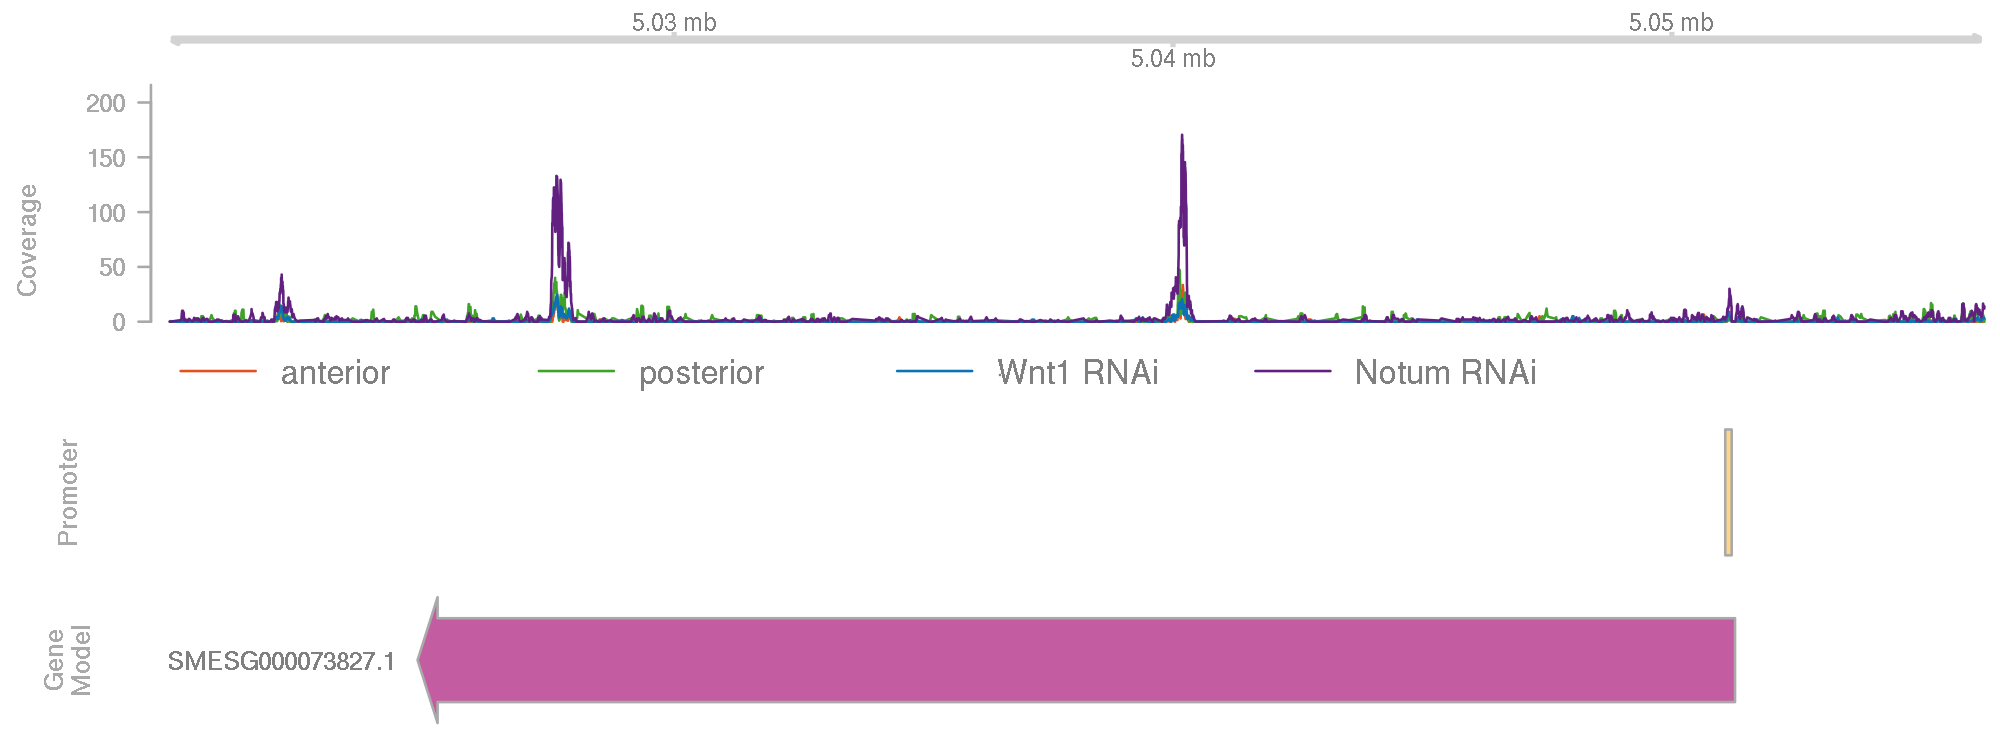 5.03 mb
5.05 mb
5.04 mb
200
150
100
50
0
Coverage
anterior posterior Wnt1 RNAi Notum RNAi
Promoter
Gene
Model
SMESG000073827.1